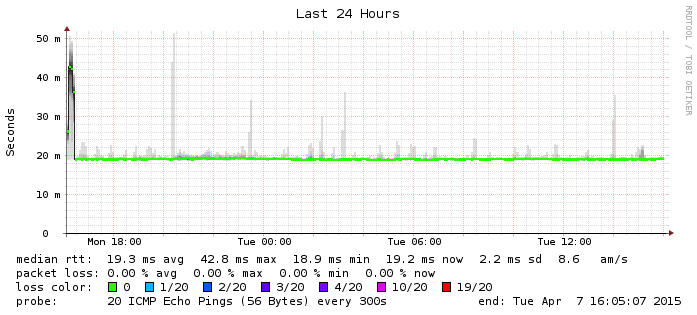 Last 24 Hours
RRDTOOL / TOBI OETIKER
Seconds
50 m
40 m
30 m
20 m
10 m
0
Mon 18:00 Tue 00:00 Tue 06:00 Tue 12:00
median rtt: 19.3 ms avg 42.8 ms max 18.9 ms min 19.2 ms now 2.2 ms sd 8.6 am/s
packet loss: 0.00 % avg 0.00 % max 0.00 % min 0.00 % now
loss color: 0 1/20 2/20 3/20 4/20 10/20 19/20
probe: 20 ICMP Echo Pings (56 Bytes) every 300s end: Tue Apr 7 16:05:07 2015